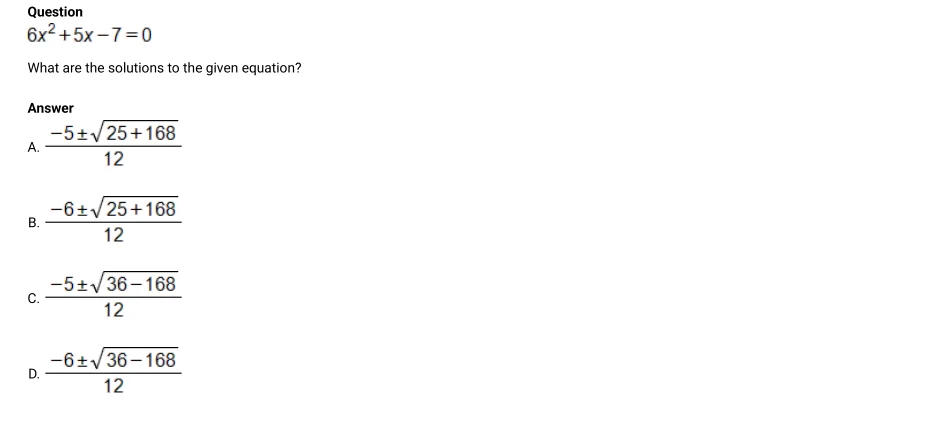 Question
6x²+5x−7=0
What are the solutions to the given equation?
Answer
A. −5±√25+168
12
B. −6±√25+168
12
C. −5±√36−168
12
D. −6±√36−168
12